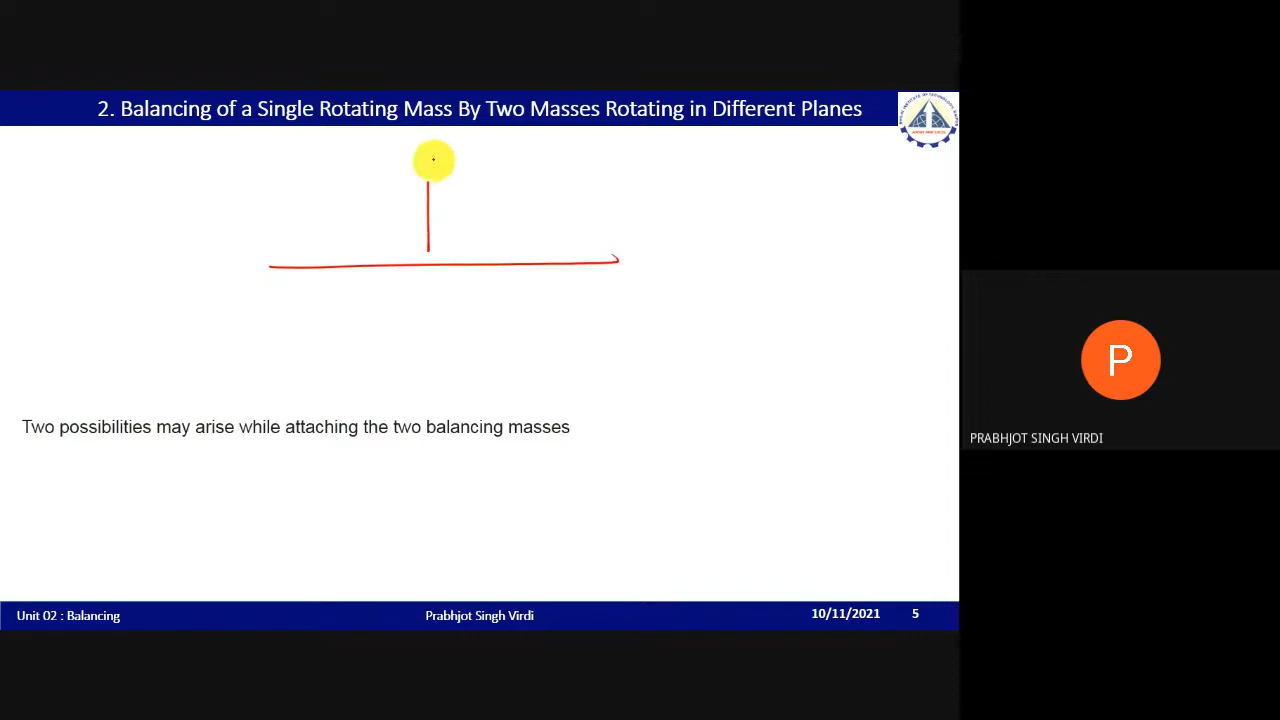 2. Balancing of a Single Rotating Mass By Two Masses Rotating in Different Planes
Two possibilities may arise while attaching the two balancing masses
P
PRABHJOT SINGH VIRDI
Unit 02 : Balancing
Prabhjot Singh Virdi
10/11/2021
5